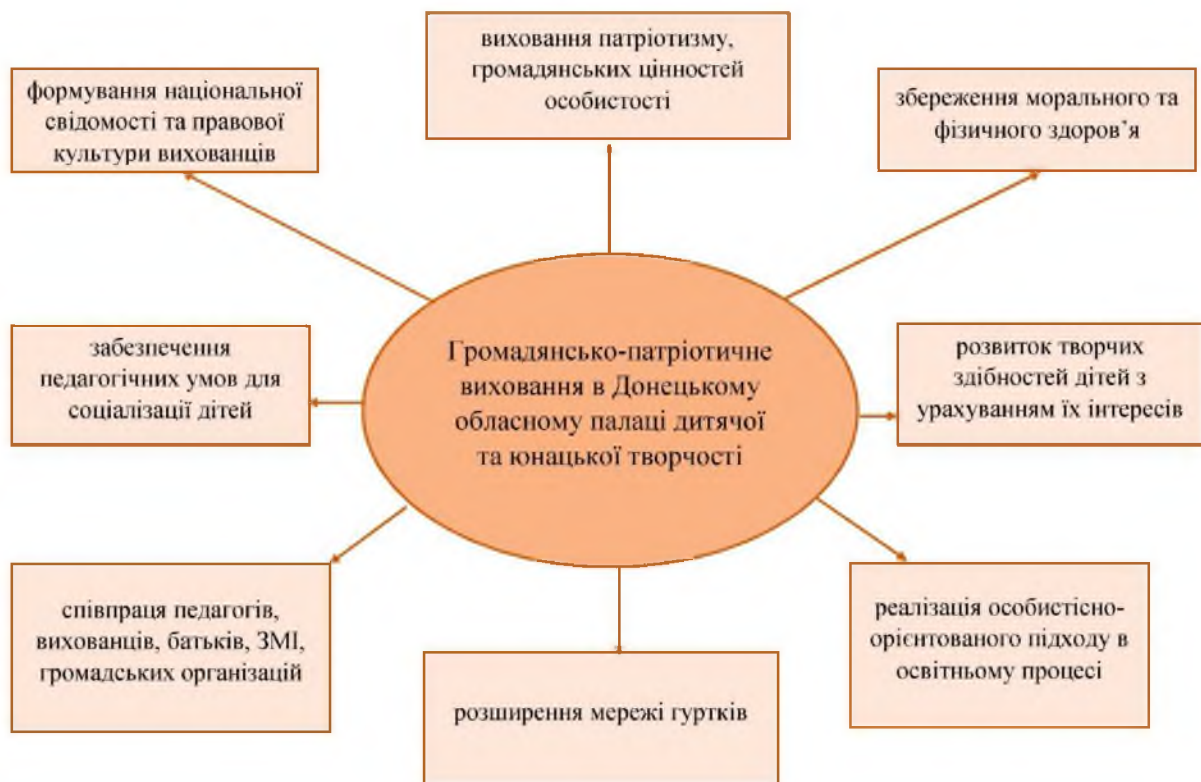 виховання патріотизму,
громадянських цінностей
особистості
формування національної
свідомості та правової
культури вихованців
збереження морального та
фізичного здоров’я
Громадянсько-патріотичне
виховання в Донецькому
обласному палаці дитячої
та юнацької творчості
забезпечення
педагогічних умов для
соціалізації дітей
розвиток творчих
здібностей дітей з
урахуванням їх інтересів
співпраця педагогів,
вихованців, батьків, ЗМІ,
громадських організацій
розширення мережі гуртків
реалізація особистісно-
орієнтованого підходу в
освітньому процесі